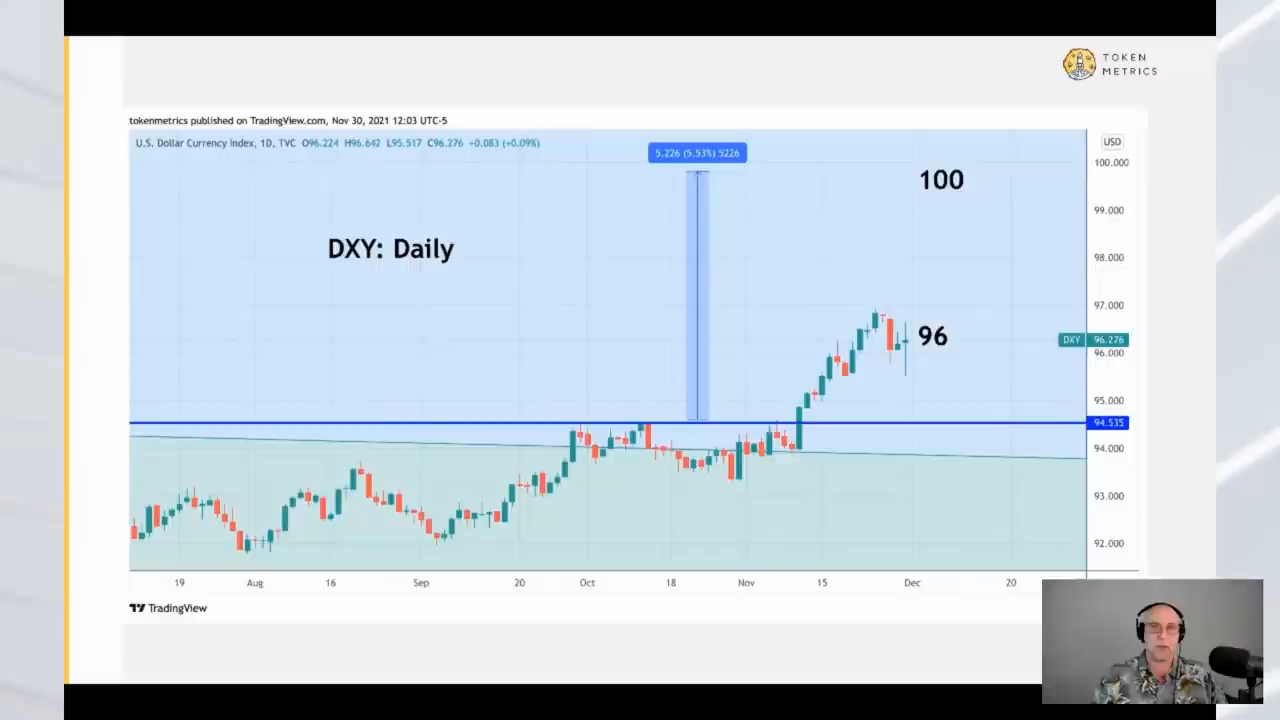 TOKEN
METRICS
tokenmetrics published on TradingView.com, Nov 30, 2021 12:03 UTC-5
U.S. Dollar Currency Index, 1D, TVC O96.224 H96.642 L95.517 C96.276 +0.083 (+0.09%)
USD
5.226 (5.53%) 5226
100.000
100
99.000
DXY: Daily
98.000
97.000
96
DXY 96.276
96.000
95.000
94.535
94.000
93.000
92.000
19 Aug 16 Sep 20 Oct 18 Nov 15 Dec 20
TradingView